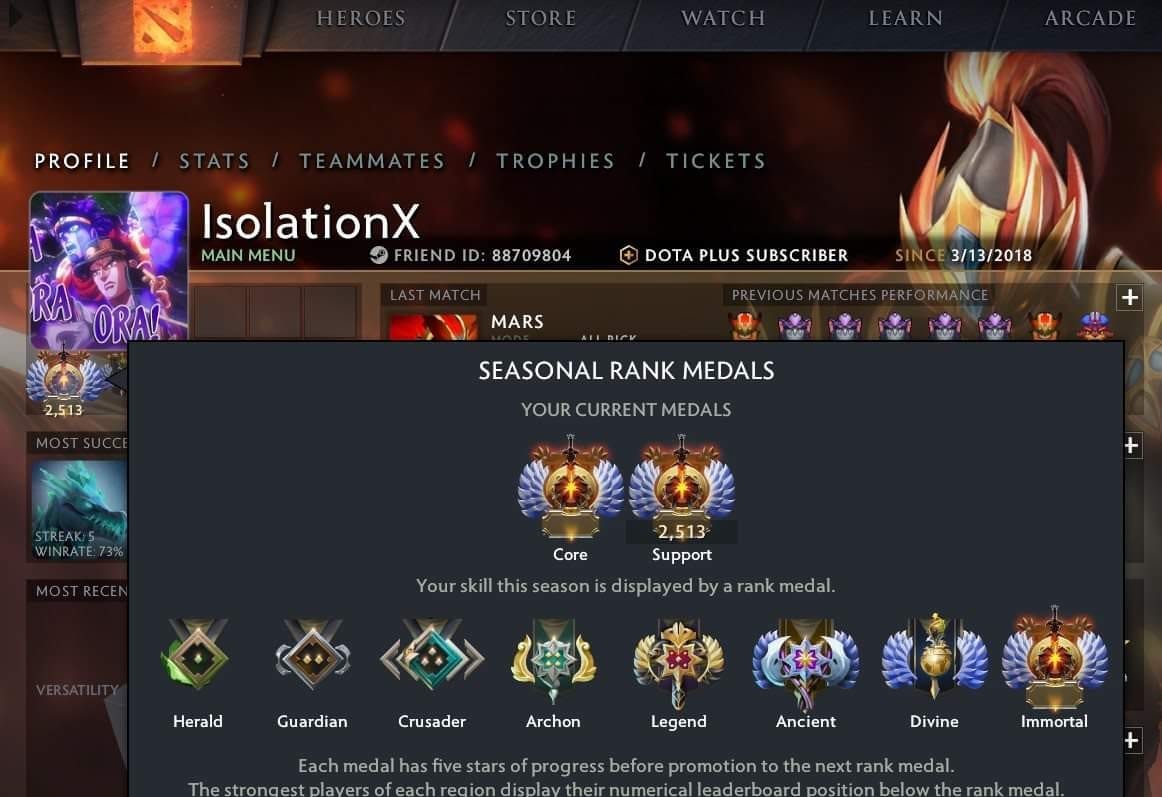 HEROES STORE WATCH LEARN ARCADE
PROFILE / STATS / TEAMMATES / TROPHIES / TICKETS
IsolationX
MAIN MENU FRIEND ID: 88709804 DOTA PLUS SUBSCRIBER SINCE 3/13/2018
LAST MATCH PREVIOUS MATCHES PERFORMANCE
MARS
MODE ALL PICK
ORA!
RA
2,513
SEASONAL RANK MEDALS
YOUR CURRENT MEDALS
2,513
Core Support
MOST SUCCE
STREAK: 5
WINRATE: 73%
Your skill this season is displayed by a rank medal.
MOST RECEN
VERSATILITY
Herald Guardian Crusader Archon Legend Ancient Divine Immortal
Each medal has five stars of progress before promotion to the next rank medal.
The strongest players of each region display their numerical leaderboard position below the rank medal.